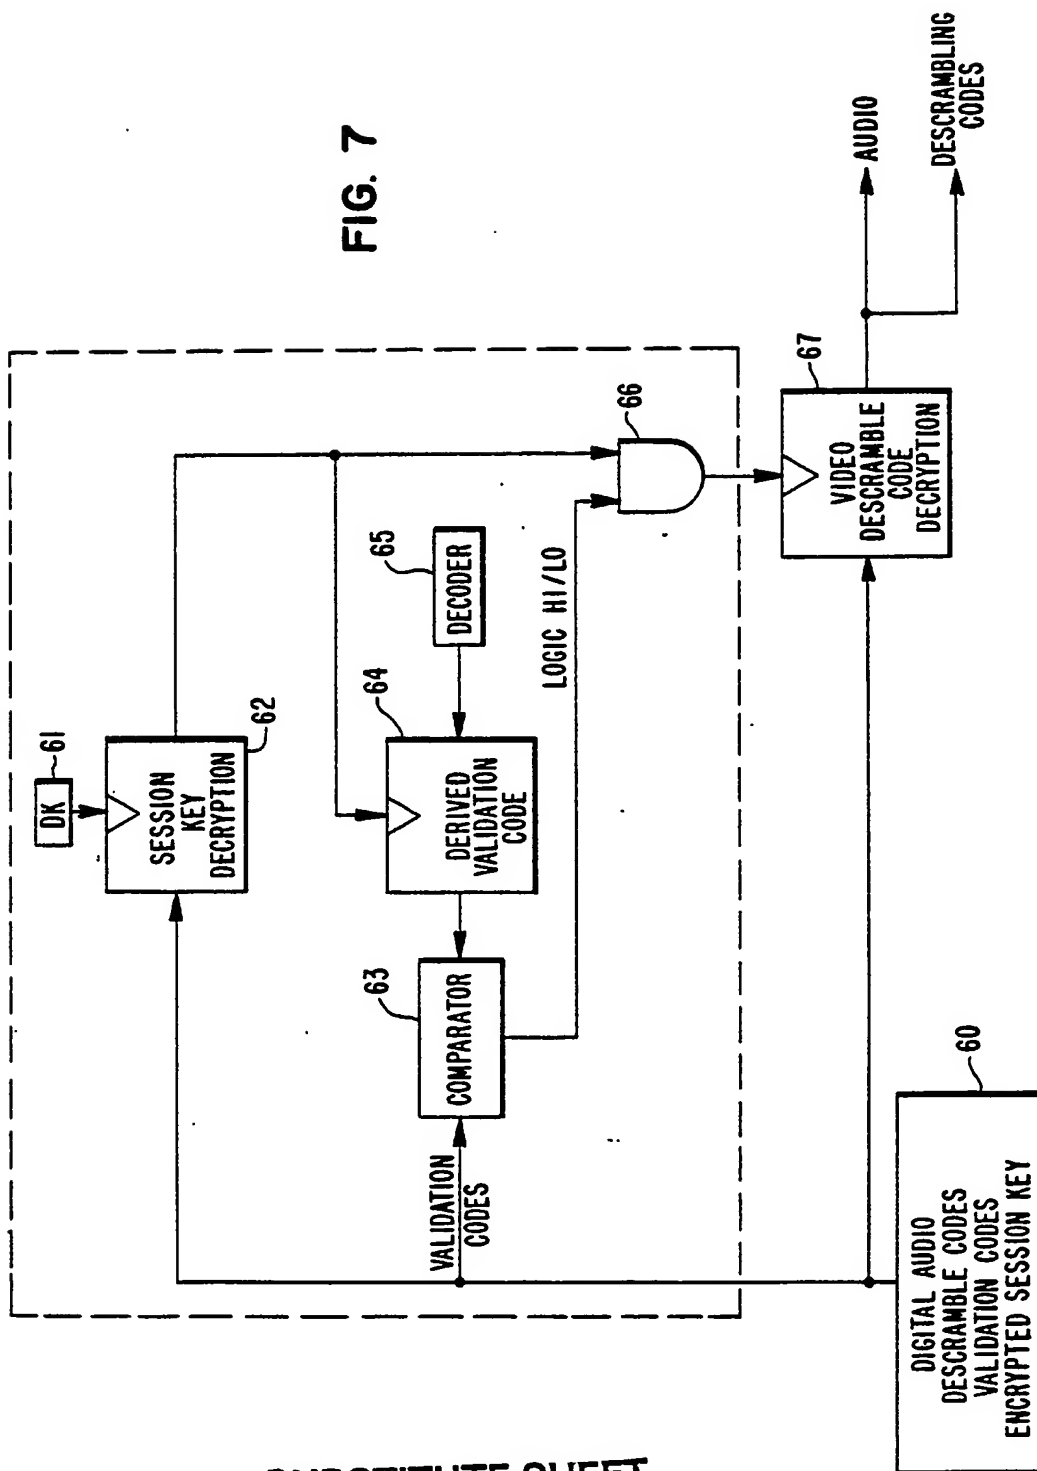 FIG. 7
DK
61
SESSION
KEY
DECRYPTION
62
VALIDATION
CODES
COMPARATOR
63
DERIVED
VALIDATION
CODE
64
DECODER
65
LOGIC HI/LO
66
DIGITAL AUDIO
DESCRAMBLE CODES
VALIDATION CODES
ENCRYPTED SESSION KEY
60
VIDEO
DESCRAMBLE
CODE
DECRYPTION
67
AUDIO
DESCRAMBLING
CODES
SUBSTITUTE SHEET